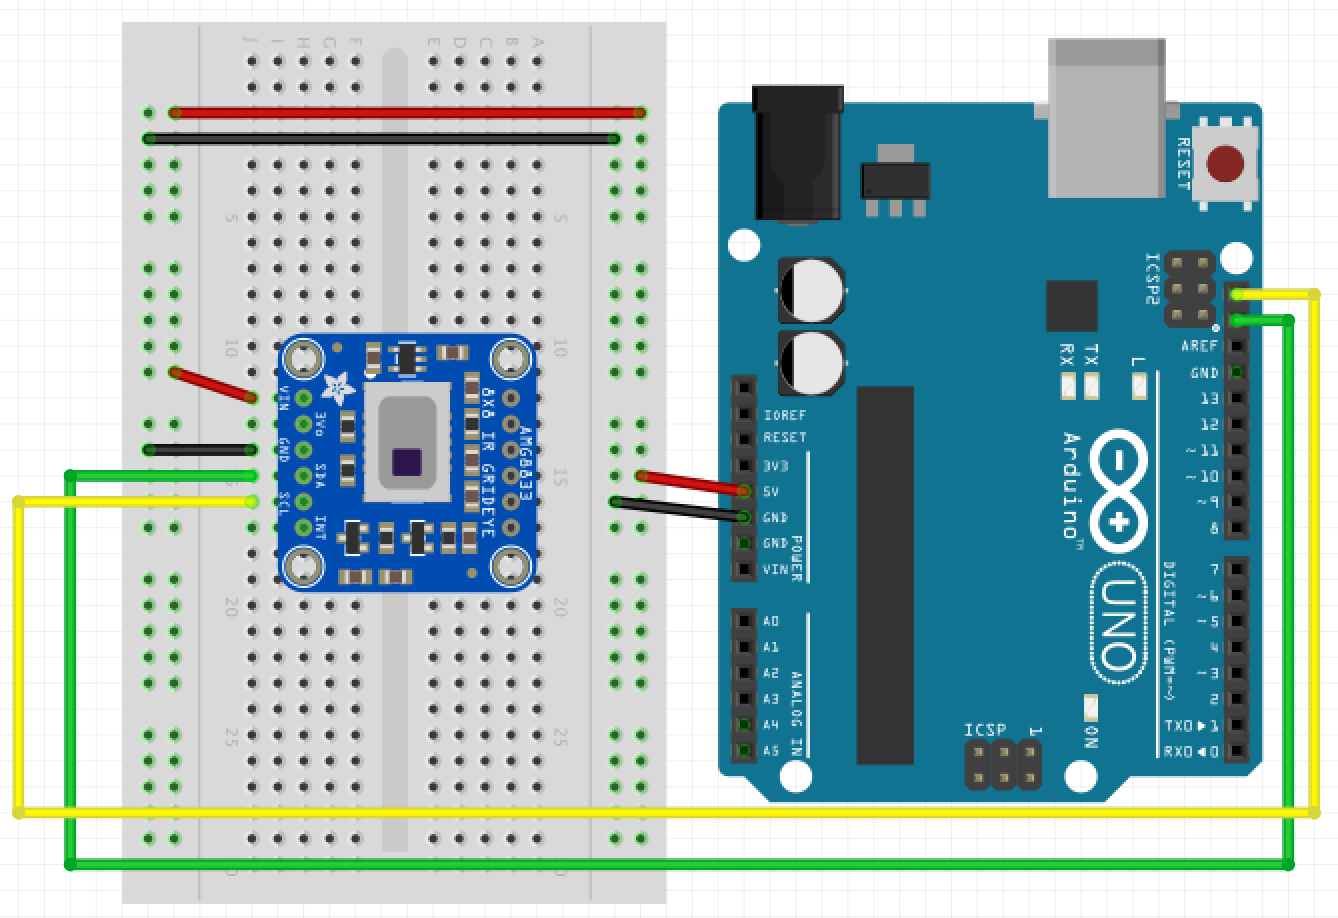 J I H G F E D C B A
5 5
10 10
15
20 20
25 25
VIN
3Vo
GND
SDA
SCL
INT
8X8 IR GRIDEYE
AMG8833
RESET
ICSP2
IOREF
RESET
3V3
5V
GND
GND
VIN
POWER
A0
A1
A2
A3
A4
A5
ANALOG IN
RX TX L
Arduino™
UNO
AREF
GND
13
12
~11
~10
~9
8
7
~6
~5
4
~3
2
TX0▶1
RX0◀0
DIGITAL (PWM=~)
ICSP 1
ON